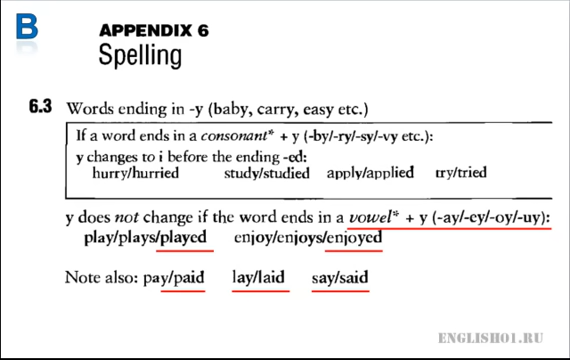 B
APPENDIX 6
Spelling
6.3 Words ending in -y (baby, carry, easy etc.)
If a word ends in a consonant* + y (-by/-ry/-sy/-vy etc.):
y changes to i before the ending -ed:
hurry/hurried study/studied apply/applied try/tried
y does not change if the word ends in a vowel* + y (-ay/-ey/-oy/-uy):
play/plays/played enjoy/enjoys/enjoyed
Note also: pay/paid lay/laid say/said
ENGLISH01.RU